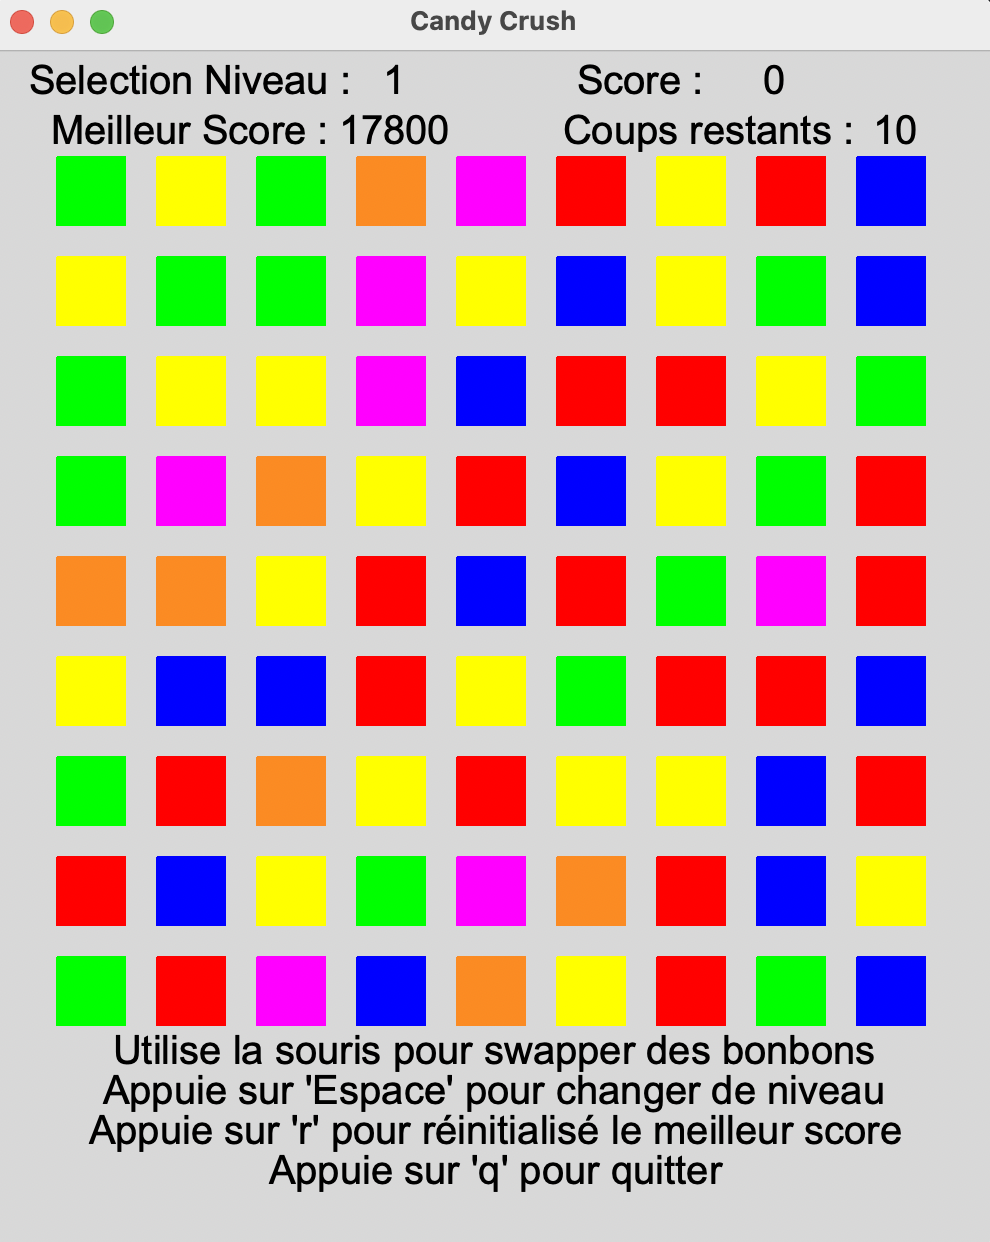 Candy Crush
Selection Niveau : 1 Score : 0
Meilleur Score : 17800 Coups restants : 10
Utilise la souris pour swapper des bonbons
Appuie sur 'Espace' pour changer de niveau
Appuie sur 'r' pour réinitialisé le meilleur score
Appuie sur 'q' pour quitter